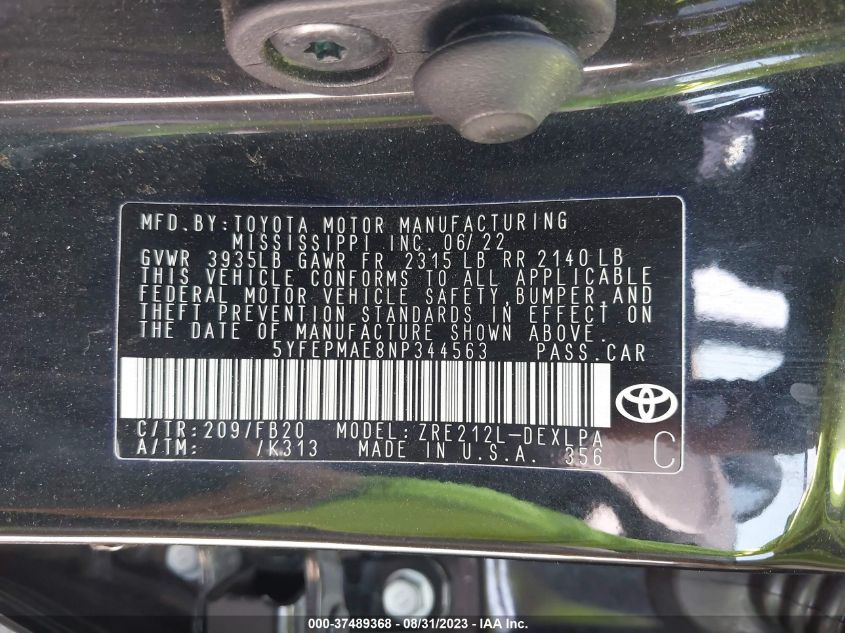 MFD. BY: TOYOTA MOTOR MANUFACTURING
MISSISSIPPI INC. 06/22
GVWR 3935LB GAWR FR 2315 LB RR 2140 LB
THIS VEHICLE CONFORMS TO ALL APPLICABLE
FEDERAL MOTOR VEHICLE SAFETY, BUMPER, AND
THEFT PREVENTION STANDARDS IN EFFECT ON
THE DATE OF MANUFACTURE SHOWN ABOVE.
5YFEPMAE8NP344563 PASS. CAR
C/TR: 209/FB20 MODEL: ZRE212L-DEXLPA
A/TM: /K313 MADE IN U.S.A. 356 C
000-37489368 - 08/31/2023 - IAA Inc.